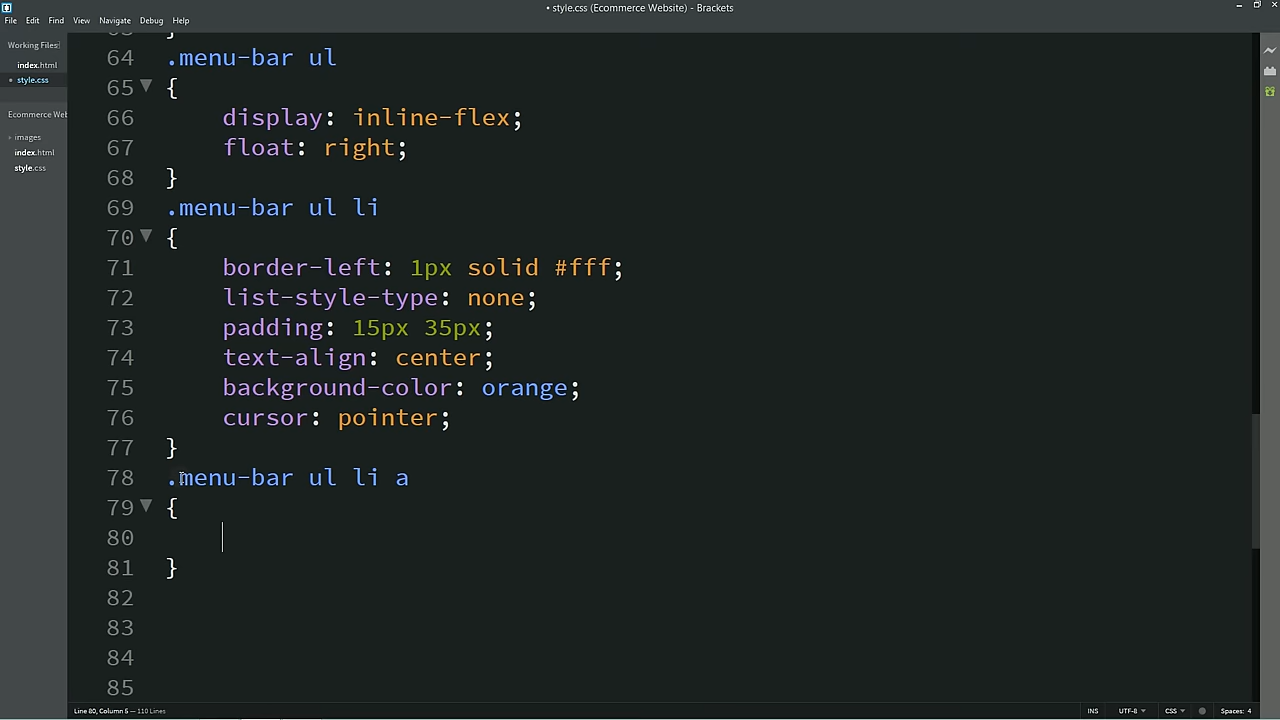 • style.css (Ecommerce Website) - Brackets
File Edit Find View Navigate Debug Help
Working Files
index.html
• style.css
Ecommerce Web
images
index.html
style.css
63 }
64 .menu-bar ul
65 {
66 display: inline-flex;
67 float: right;
68 }
69 .menu-bar ul li
70 {
71 border-left: 1px solid #fff;
72 list-style-type: none;
73 padding: 15px 35px;
74 text-align: center;
75 background-color: orange;
76 cursor: pointer;
77 }
78 .menu-bar ul li a
79 {
80
81 }
82
83
84
85
Line 80, Column 5 — 110 Lines
INS UTF-8 CSS Spaces: 4